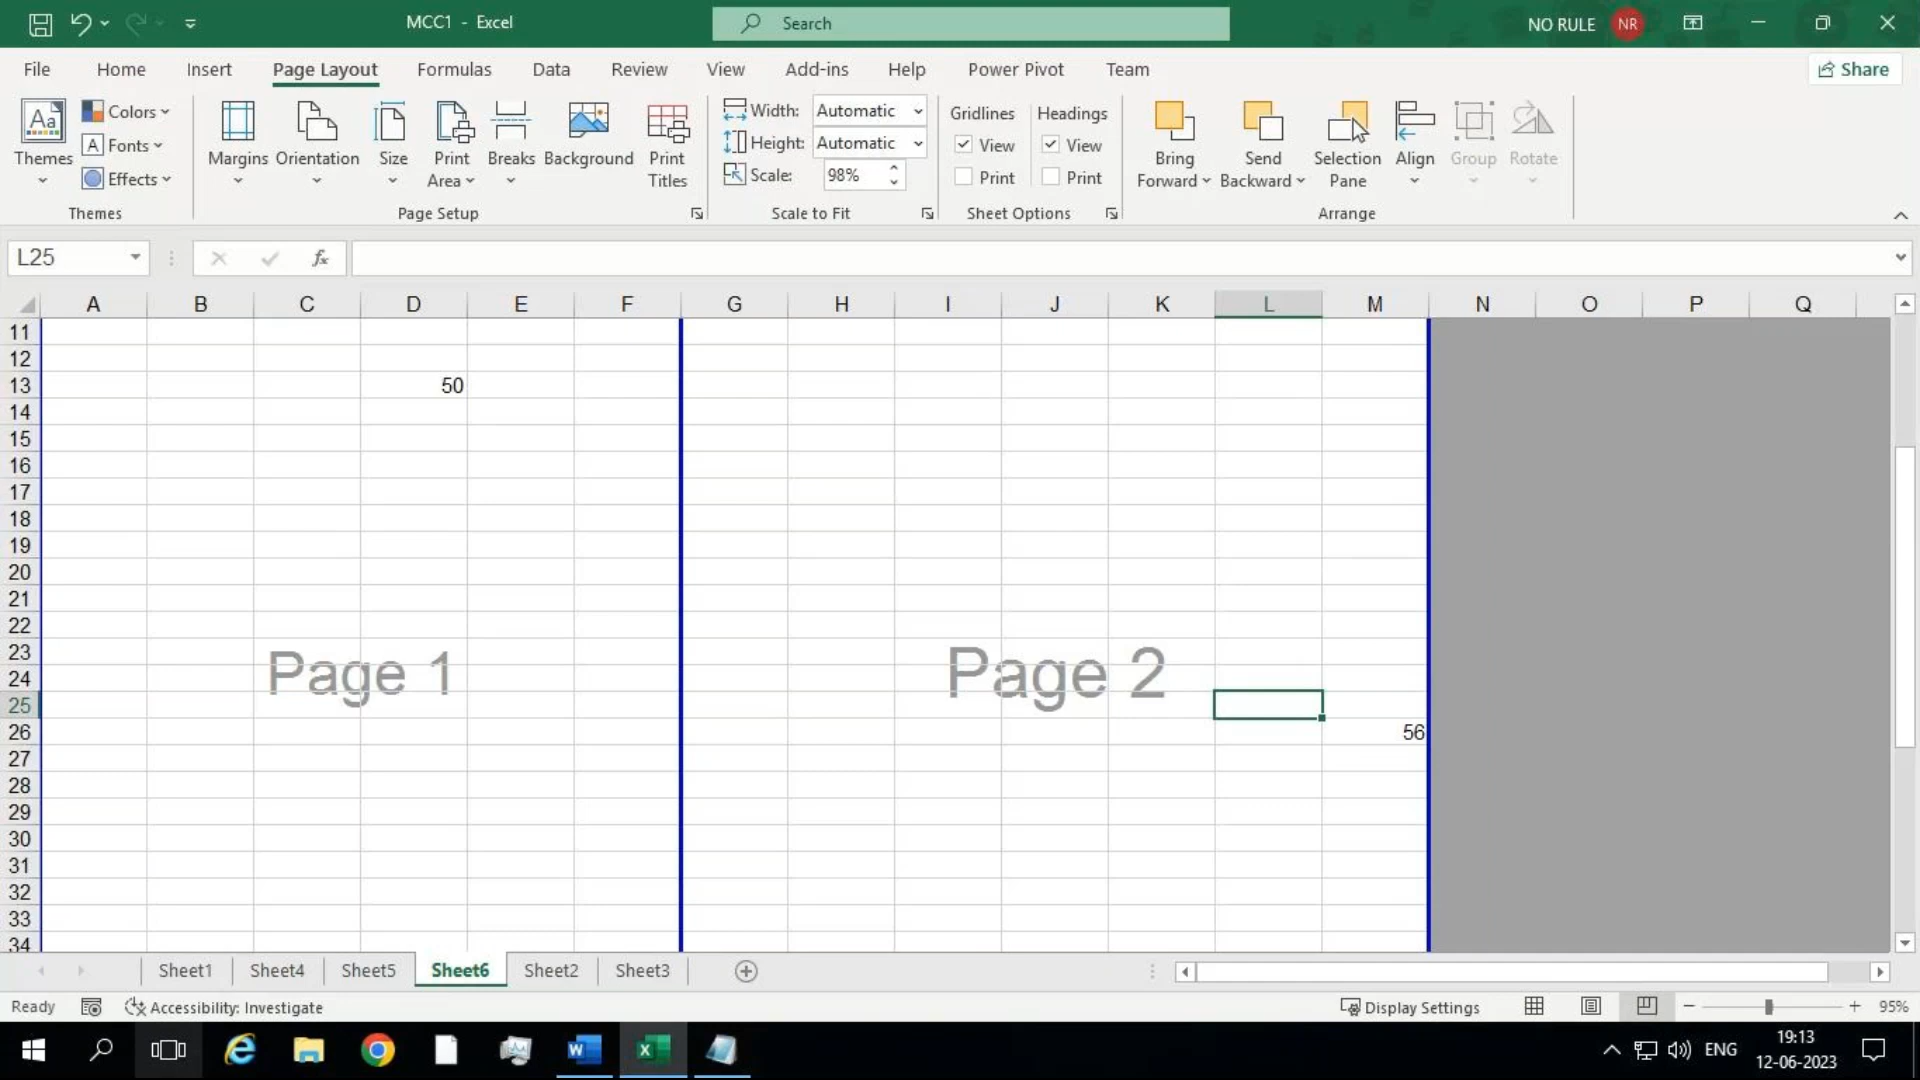 MCC1 - Excel
Search
NO RULE
NR
File
Home
Insert
Page Layout
Formulas
Data
Review
View
Add-ins
Help
Power Pivot
Team
Share
Aa
Themes
Colors
A Fonts
Effects
Themes
Margins
Orientation
Size
Print
Area
Breaks
Background
Print
Titles
Page Setup
Width: Automatic
Height: Automatic
Scale: 98%
Scale to Fit
Gridlines
View
Print
Headings
View
Print
Sheet Options
Bring
Forward
Send
Backward
Selection
Pane
Align
Group
Rotate
Arrange
L25
fx
A B C D E F G H I J K L M N O P Q
11
12
13 50
14
15
16
17
18
19
20
21
22
23
24 Page 1 Page 2
25
26 56
27
28
29
30
31
32
33
34
Sheet1 Sheet4 Sheet5 Sheet6 Sheet2 Sheet3
Ready
Accessibility: Investigate
Display Settings
95%
ENG
19:13
12-06-2023